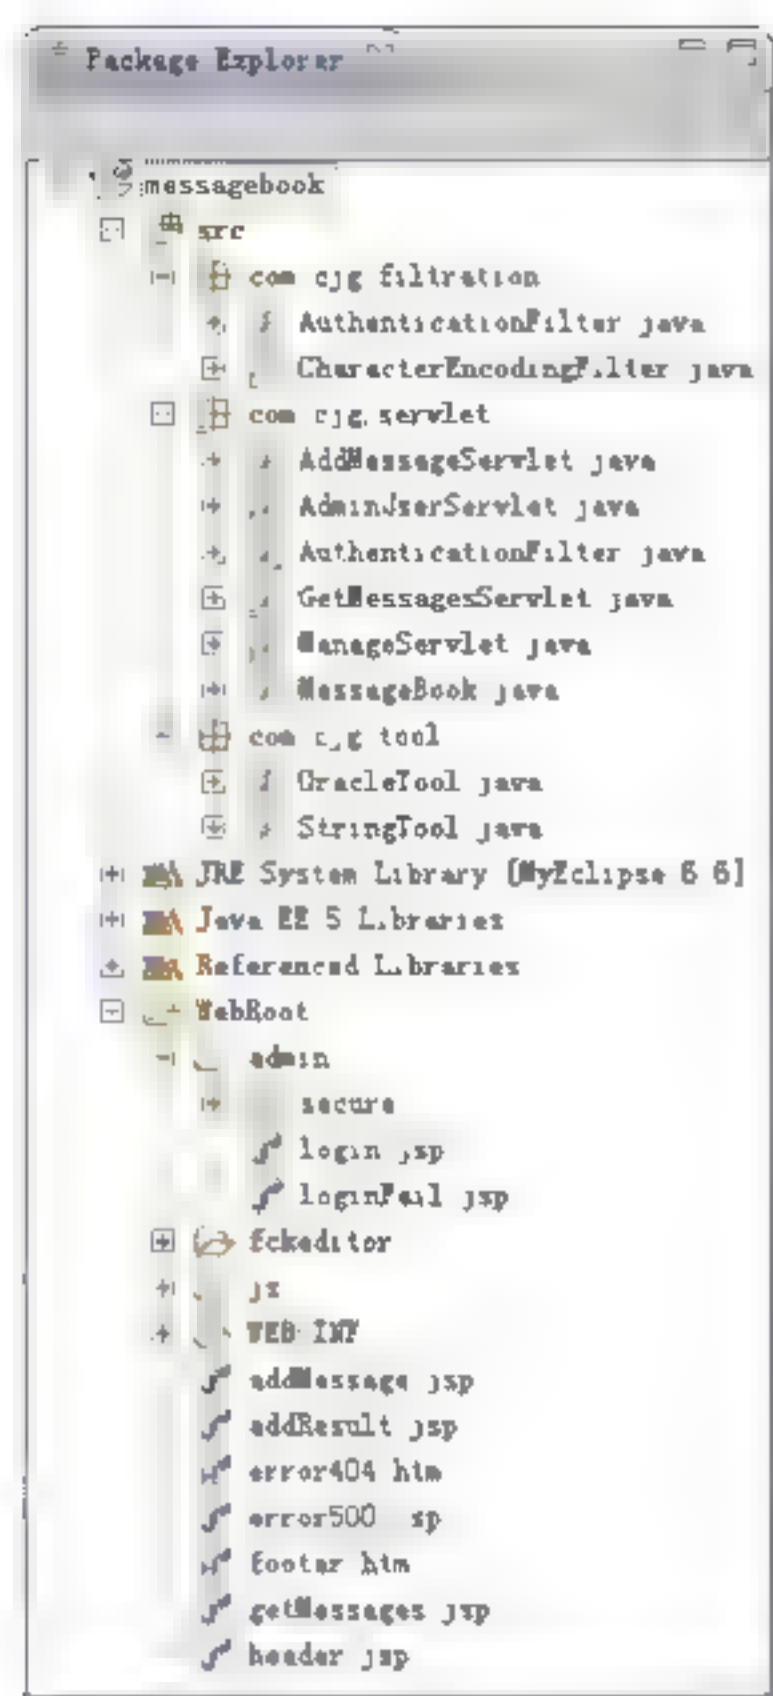 Package Explorer
messagebook
src
com.cjg.filtration
AuthenticationFilter.java
CharacterEncodingFilter.java
com.cjg.servlet
AddMessageServlet.java
AdminUserServlet.java
AuthenticationFilter.java
GetMessagesServlet.java
ManageServlet.java
MessageBook.java
com.cjg.tool
OracleTool.java
StringTool.java
JRE System Library [MyEclipse 6.6]
Java EE 5 Libraries
Referenced Libraries
WebRoot
admin
secure
login.jsp
loginFail.jsp
fckeditor
js
WEB-INF
addMessage.jsp
addResult.jsp
error404.htm
error500.jsp
footer.htm
getMessages.jsp
header.jsp